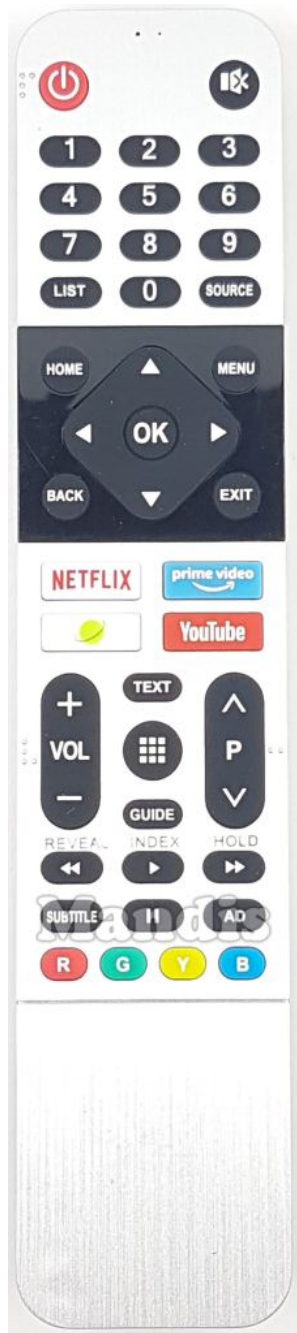 1 2 3
4 5 6
7 8 9
LIST 0 SOURCE
HOME MENU
OK
BACK EXIT
NETFLIX prime video
YouTube
TEXT
VOL P
GUIDE
REVEAL INDEX HOLD
SUBTITLE AD
Mandis
R G Y B